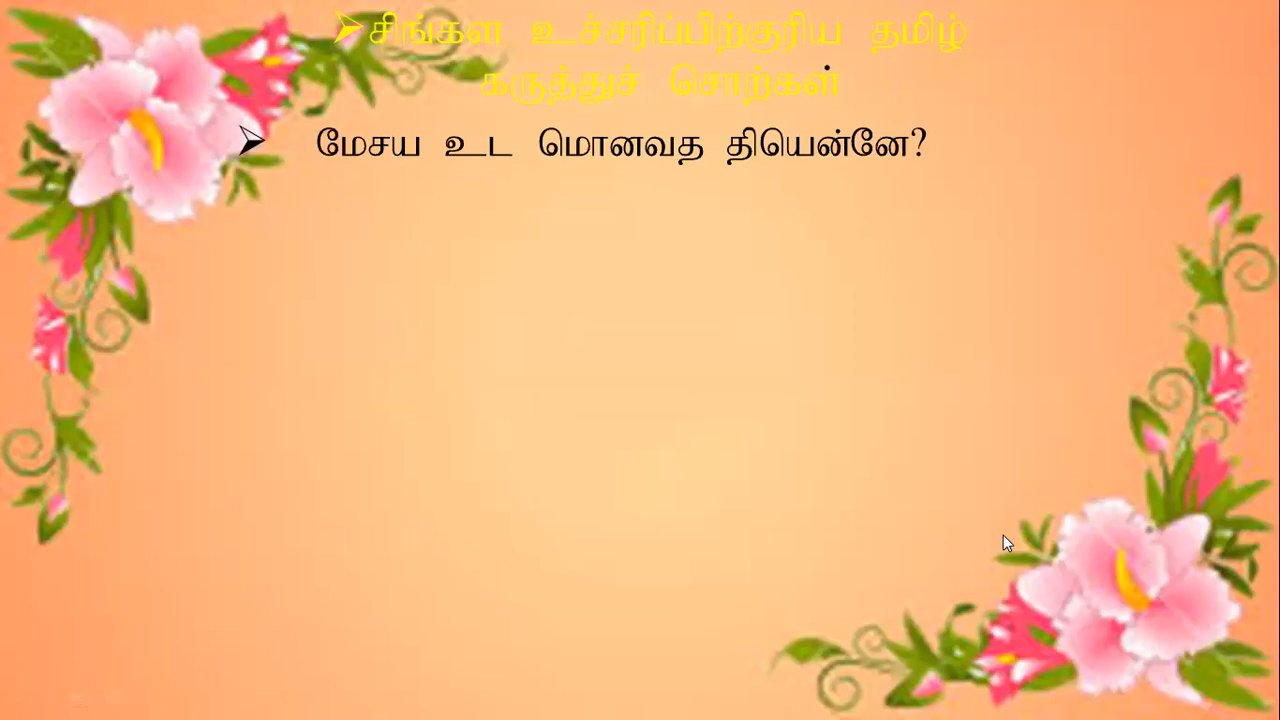 சிங்கள உச்சரிப்பிற்குரிய தமிழ்
கருத்துச் சொற்கள்
மேசய உட மொனவத தியென்னே?